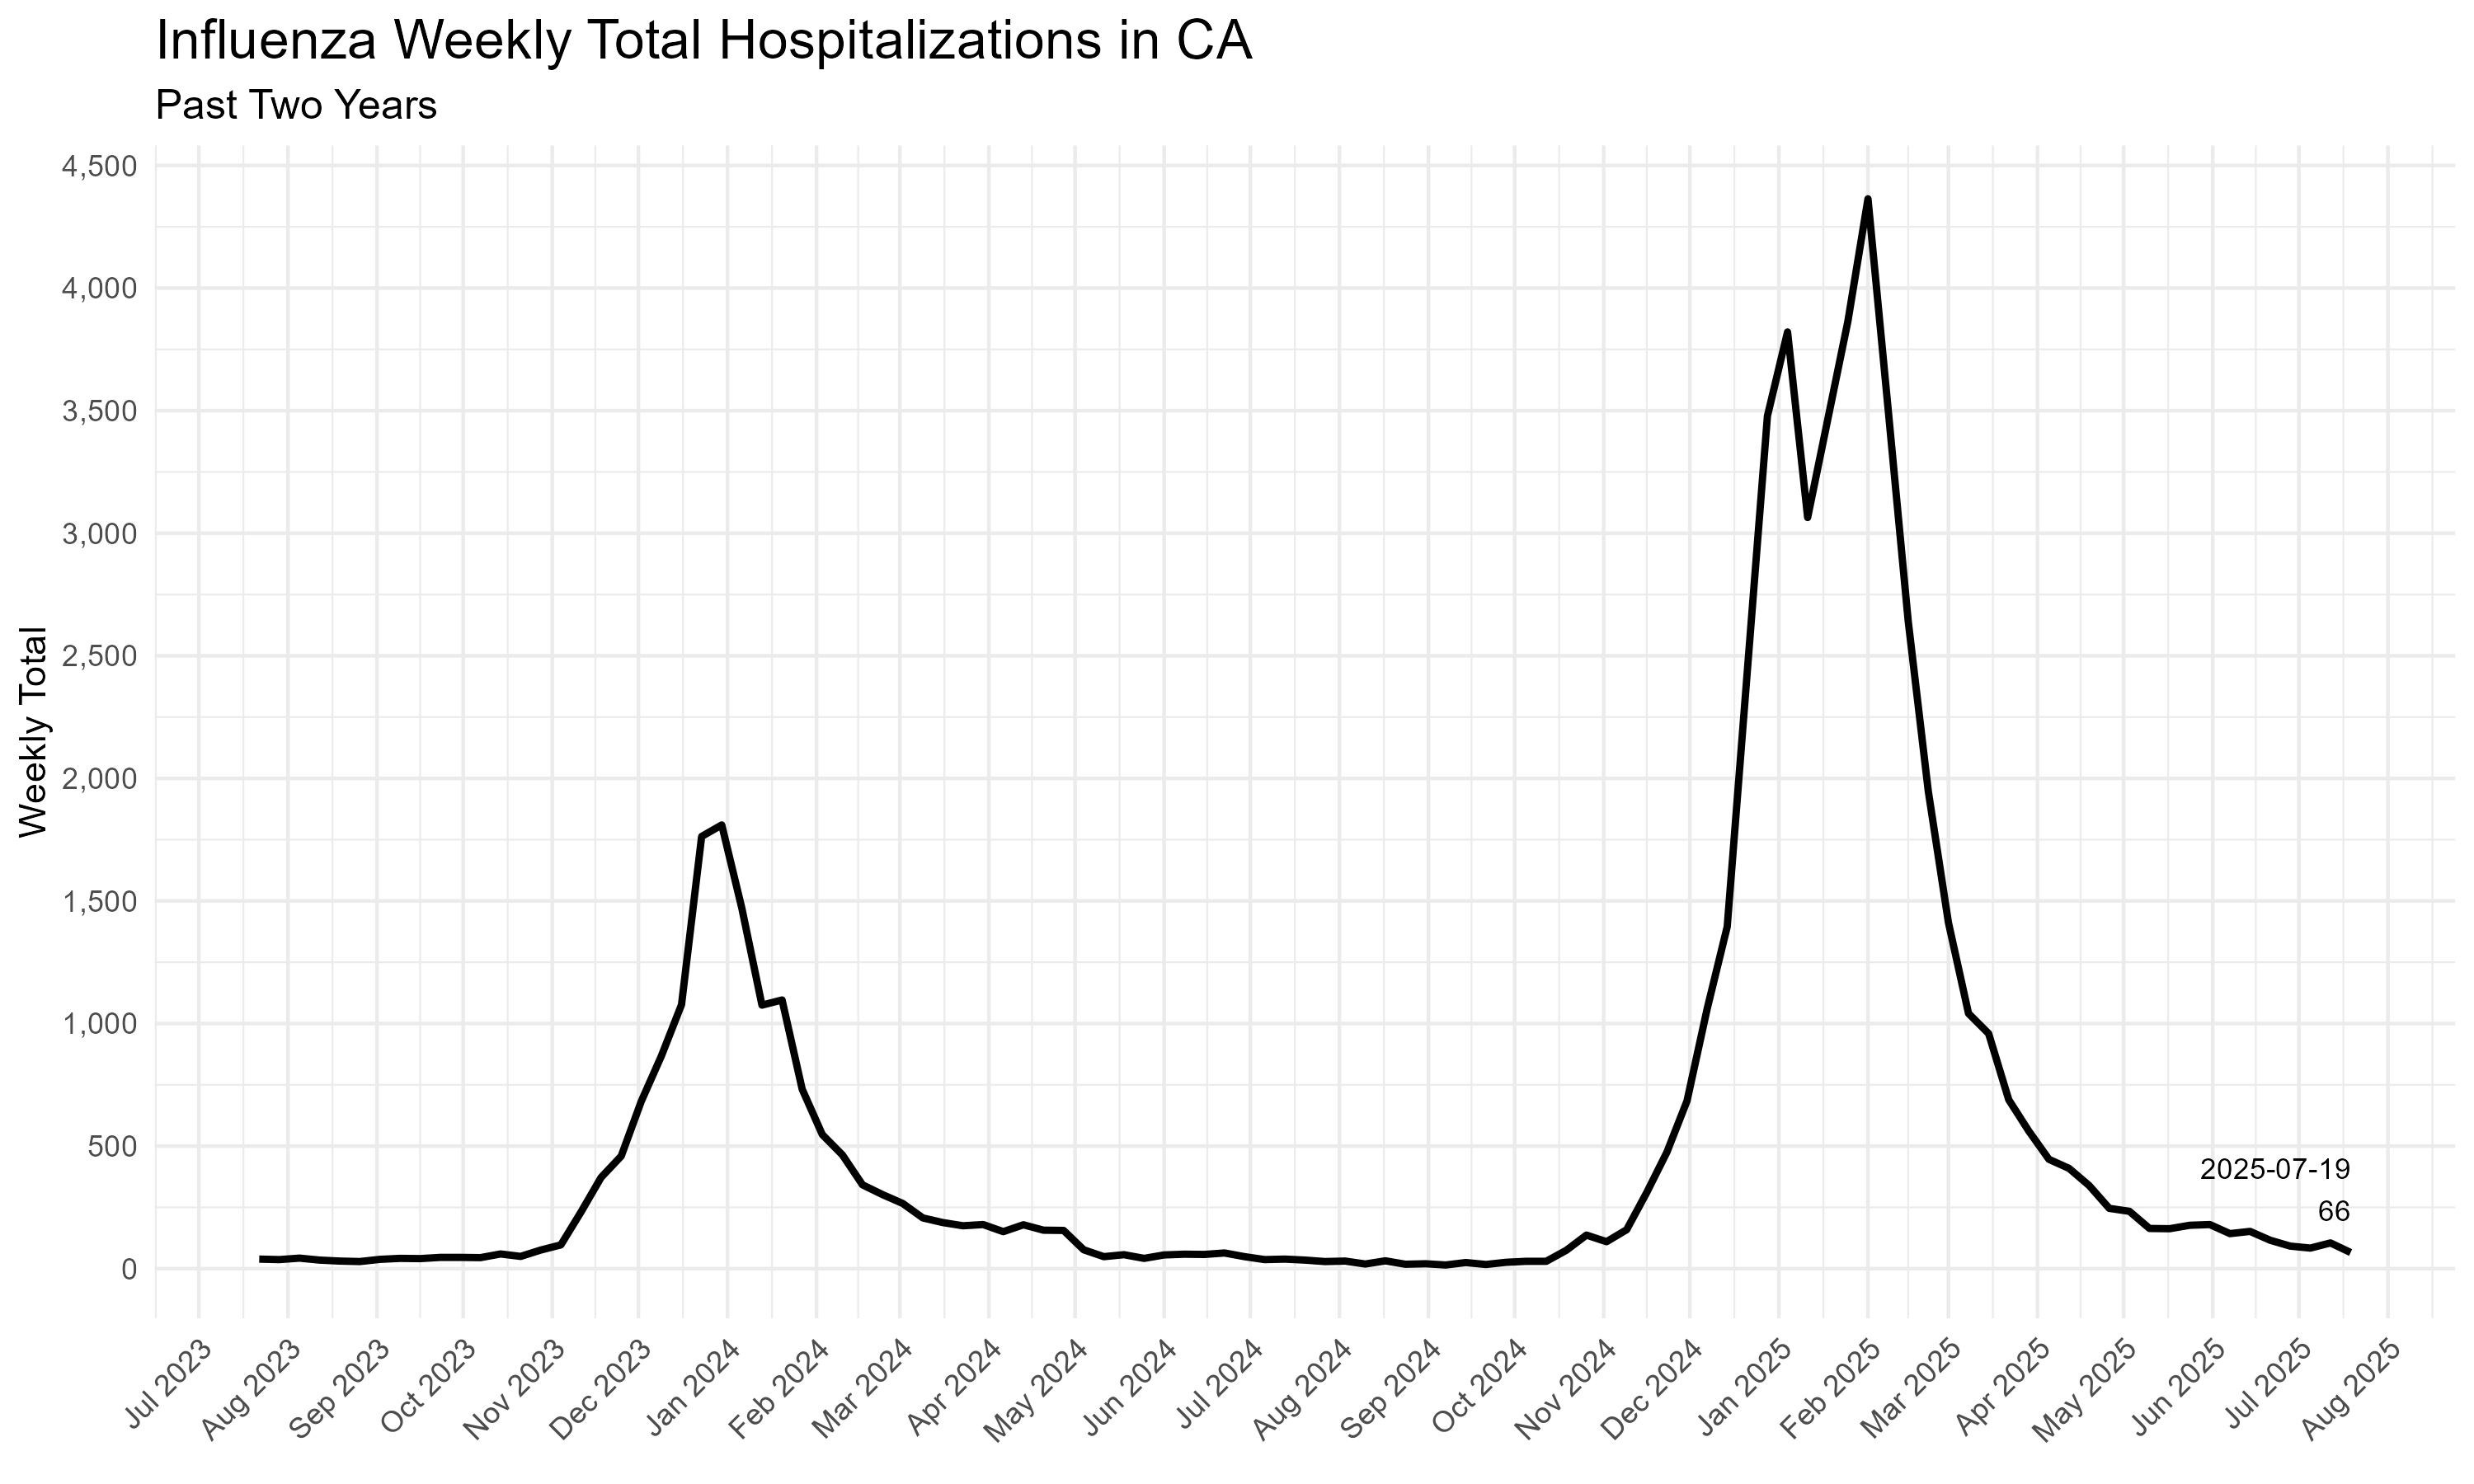 Influenza Weekly Total Hospitalizations in CA
Past Two Years
4,500
4,000
3,500
3,000
2,500
2,000
1,500
1,000
500
0
Weekly Total
2025-07-19
66
Jul 2023
Aug 2023
Sep 2023
Oct 2023
Nov 2023
Dec 2023
Jan 2024
Feb 2024
Mar 2024
Apr 2024
May 2024
Jun 2024
Jul 2024
Aug 2024
Sep 2024
Oct 2024
Nov 2024
Dec 2024
Jan 2025
Feb 2025
Mar 2025
Apr 2025
May 2025
Jun 2025
Jul 2025
Aug 2025